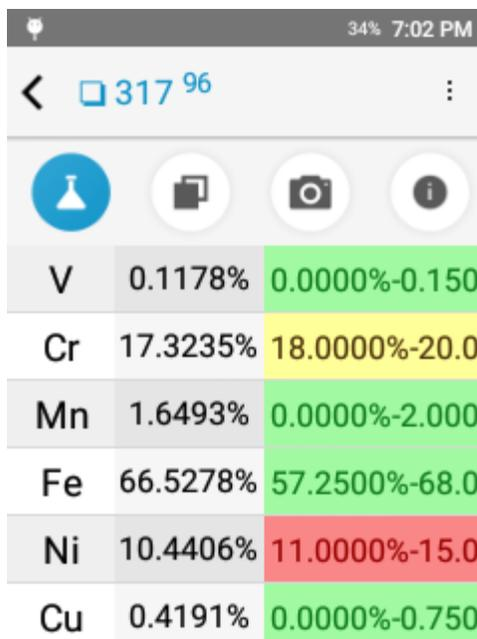 34% 7:02 PM
317 96
V 0.1178% 0.0000%-0.150
Cr 17.3235% 18.0000%-20.0
Mn 1.6493% 0.0000%-2.000
Fe 66.5278% 57.2500%-68.0
Ni 10.4406% 11.0000%-15.0
Cu 0.4191% 0.0000%-0.750